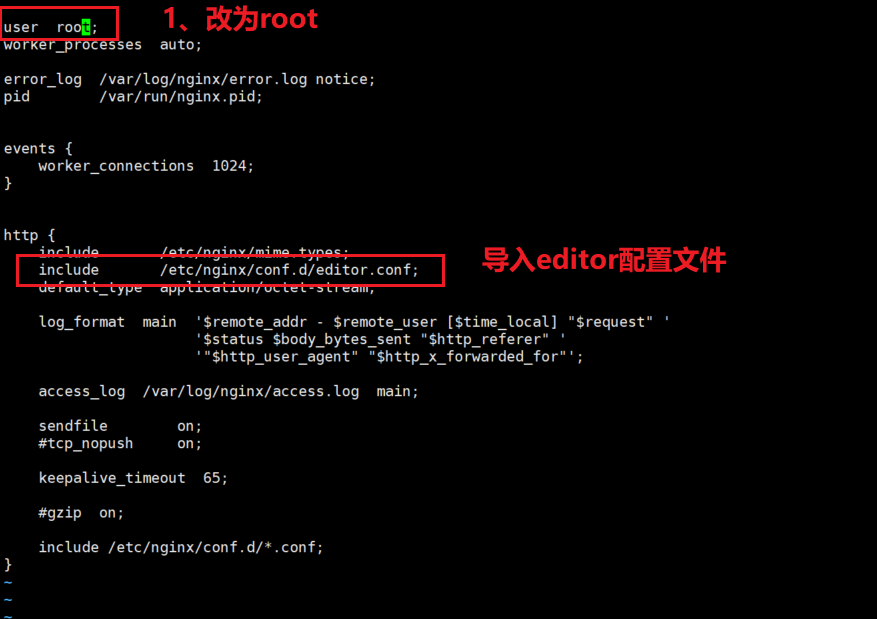 user  root;
1、改为root
worker_processes  auto;
error_log  /var/log/nginx/error.log notice;
pid        /var/run/nginx.pid;
events {
    worker_connections  1024;
}
http {
    include       /etc/nginx/mime.types;
导入editor配置文件
    include       /etc/nginx/conf.d/editor.conf;
    default_type  application/octet-stream;
    log_format  main  '$remote_addr - $remote_user [$time_local] "$request" '
                      '$status $body_bytes_sent "$http_referer" '
                      '"$http_user_agent" "$http_x_forwarded_for"';
    access_log  /var/log/nginx/access.log  main;
    sendfile        on;
    #tcp_nopush     on;
    keepalive_timeout  65;
    #gzip  on;
    include /etc/nginx/conf.d/*.conf;
}
~
~
~